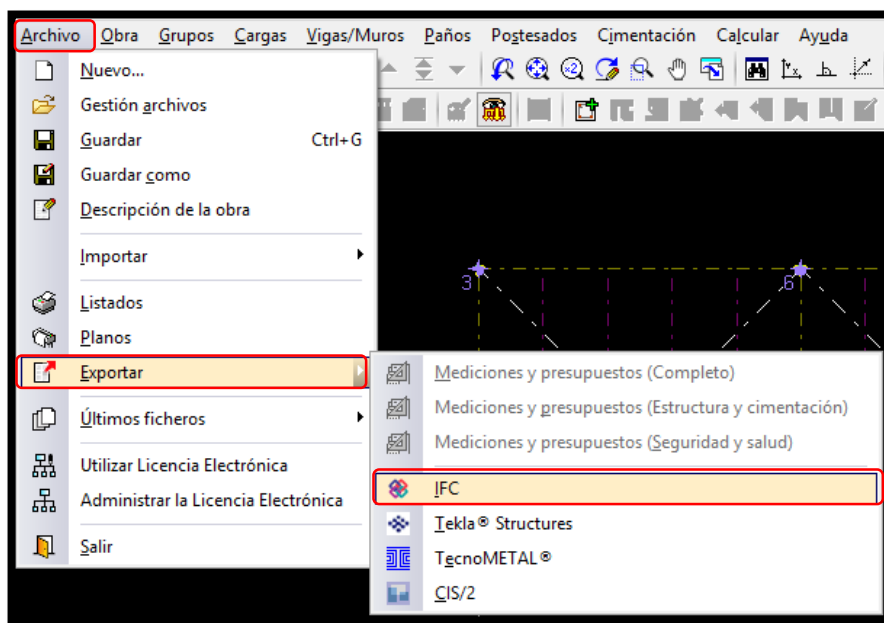 Archivo Obra Grupos Cargas Vigas/Muros Paños Postesados Cimentación Calcular Ayuda
Nuevo...
Gestión archivos
Guardar Ctrl+G
Guardar como
Descripción de la obra
Importar
Listados
Planos
Exportar
Últimos ficheros
Utilizar Licencia Electrónica
Administrar la Licencia Electrónica
Salir
3 6
Mediciones y presupuestos (Completo)
Mediciones y presupuestos (Estructura y cimentación)
Mediciones y presupuestos (Seguridad y salud)
IFC
Tekla® Structures
TecnoMETAL®
CIS/2